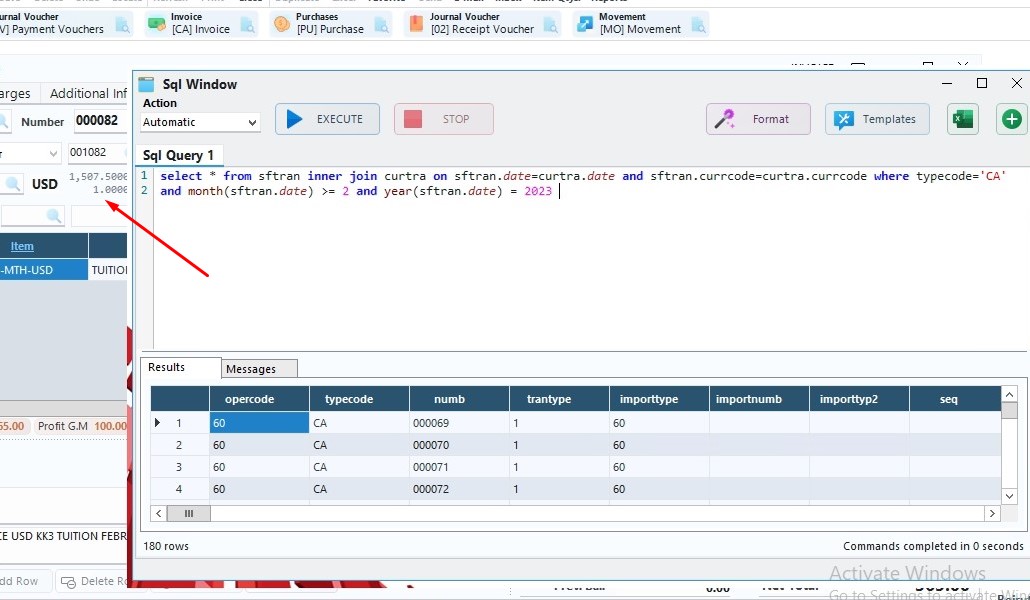 Invoice
[CA] Invoice
Purchases
[PU] Purchase
Journal Voucher
[02] Receipt Voucher
Movement
[MO] Movement
urnal Voucher
V] Payment Vouchers
arges
Additional Inf
Number 000082
001082
USD
1,507.5000
1.0000
Item
-MTH-USD
TUITIO
65.00
Profit G.M 100.00
CE USD KK3 TUITION FEBR
dd Row
Delete Ro
Sql Window
Action
Automatic
EXECUTE
STOP
Format
Templates
Sql Query 1
1 select * from sftran inner join curtra on sftran.date=curtra.date and sftran.currcode=curtra.currcode where typecode='CA'
2 and month(sftran.date) >= 2 and year(sftran.date) = 2023
Results
Messages
opercode typecode numb trantype importtype importnumb importtyp2 seq
1 60 CA 000069 1 60
2 60 CA 000070 1 60
3 60 CA 000071 1 60
4 60 CA 000072 1 60
180 rows
Commands completed in 0 seconds
Activate Windows
Go to Settings to activate Win